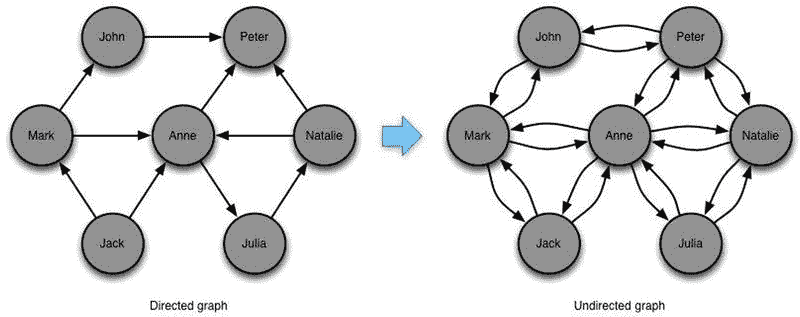 John
Peter
John
Peter
Mark
Anne
Natalie
Mark
Anne
Natalie
Jack
Julia
Jack
Julia
Directed graph
Undirected graph